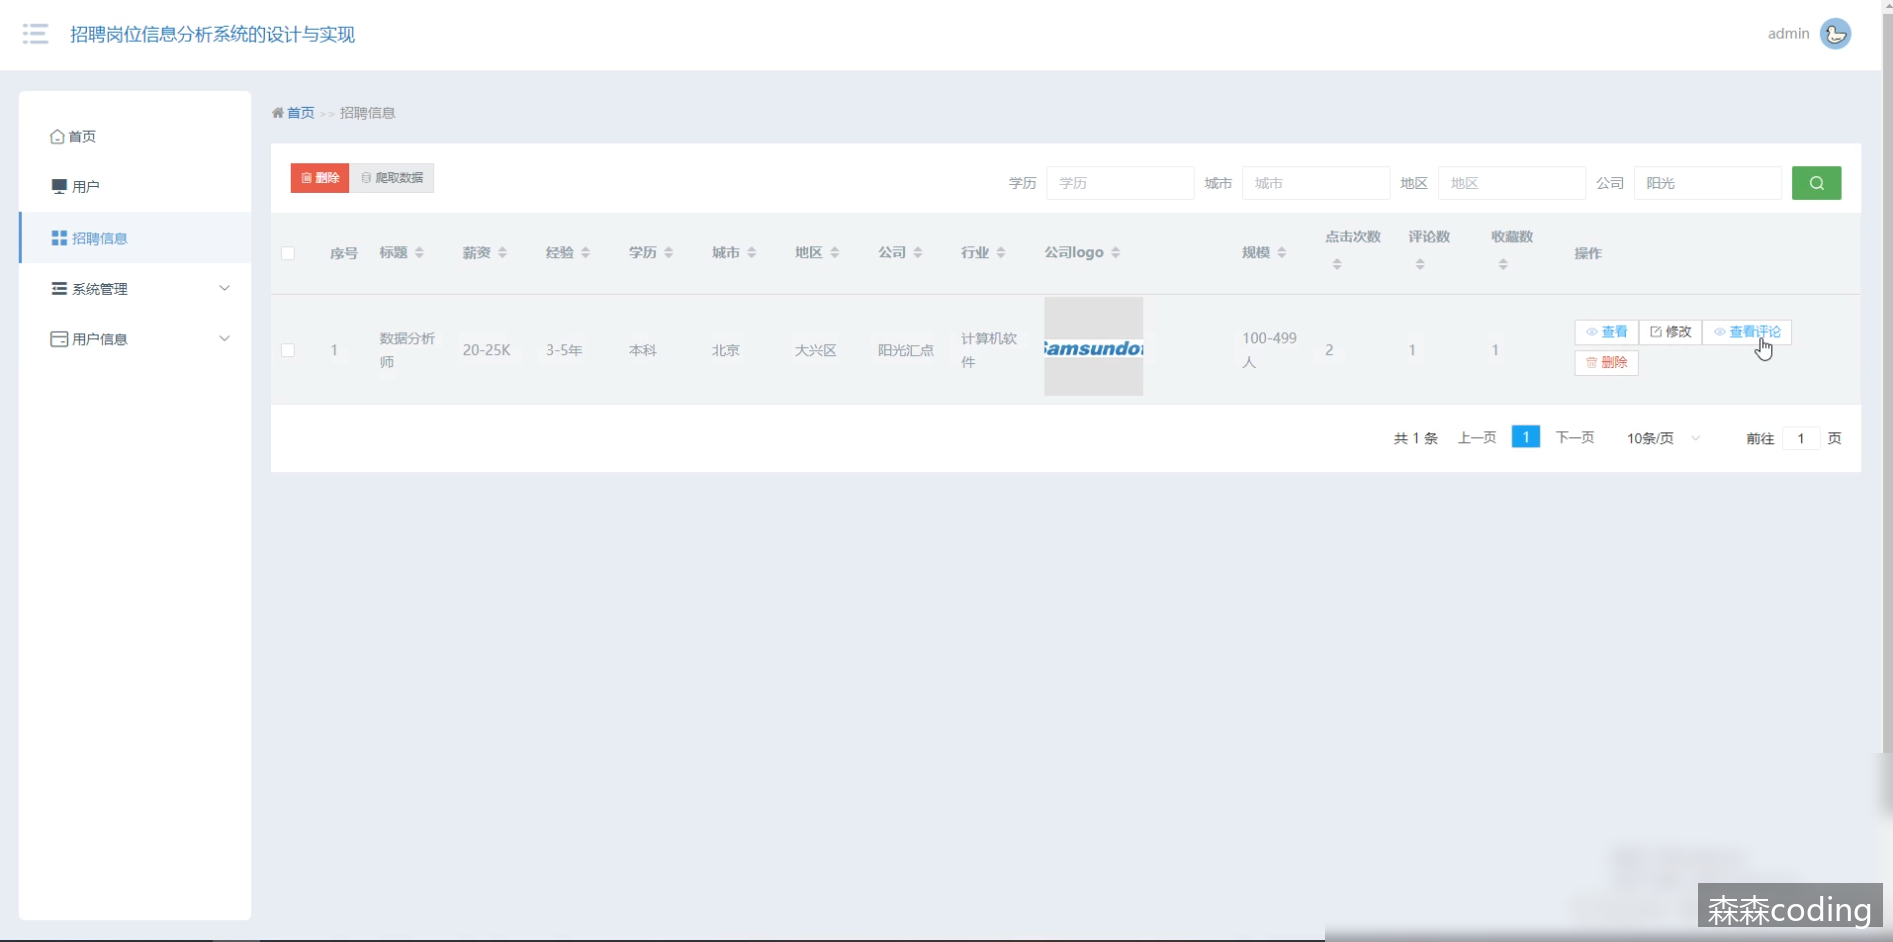 招聘岗位信息分析系统的设计与实现
admin
首页
用户
招聘信息
系统管理
用户信息
首页 >> 招聘信息
删除 爬取数据
学历 学历 城市 城市 地区 地区 公司 阳光
序号 标题 薪资 经验 学历 城市 地区 公司 行业 公司logo 规模 点击次数 评论数 收藏数 操作
1 数据分析师 20-25K 3-5年 本科 北京 大兴区 阳光汇点 计算机软件 100-499人 2 1 1
查看 修改 查看评论
删除
共 1 条 上一页 1 下一页 10条/页 前往 1 页
森森coding